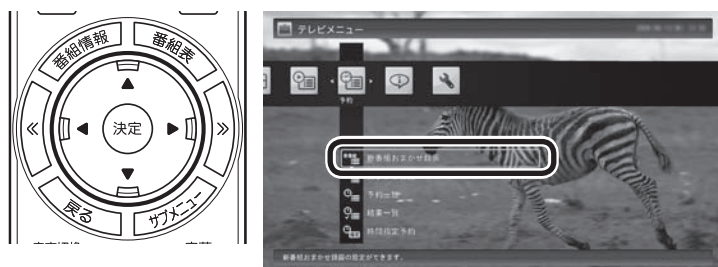 番組情報
番組表
決定
戻る
サブメニュー
テレビメニュー
予約
新番組おまかせ録画
予約一覧
結果一覧
時間指定予約
新番組おまかせ録画の設定ができます。